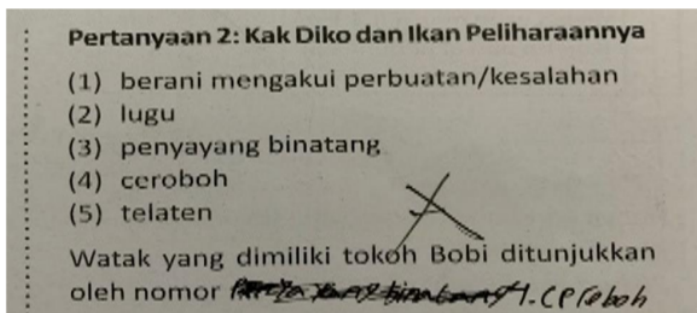 Pertanyaan 2: Kak Diko dan Ikan Peliharaannya
(1) berani mengakui perbuatan/kesalahan
(2) lugu
(3) penyayang binatang
(4) ceroboh
(5) telaten
Watak yang dimiliki tokoh Bobi ditunjukkan
oleh nomor 4. ceroboh